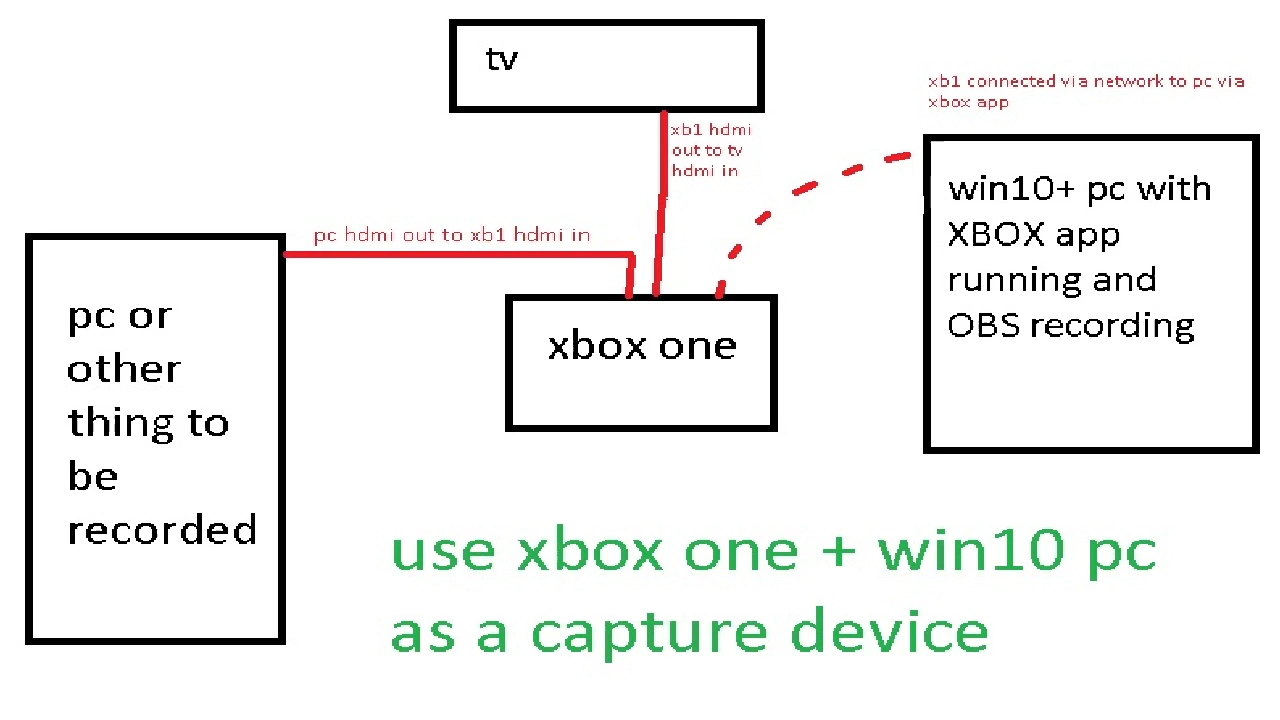 tv
xb1 connected via network to pc via
xbox app
xb1 hdmi
out to tv
hdmi in
win10+ pc with
XBOX app
running and
OBS recording
pc hdmi out to xb1 hdmi in
pc or
other
thing to
be
recorded
xbox one
use xbox one + win10 pc
as a capture device